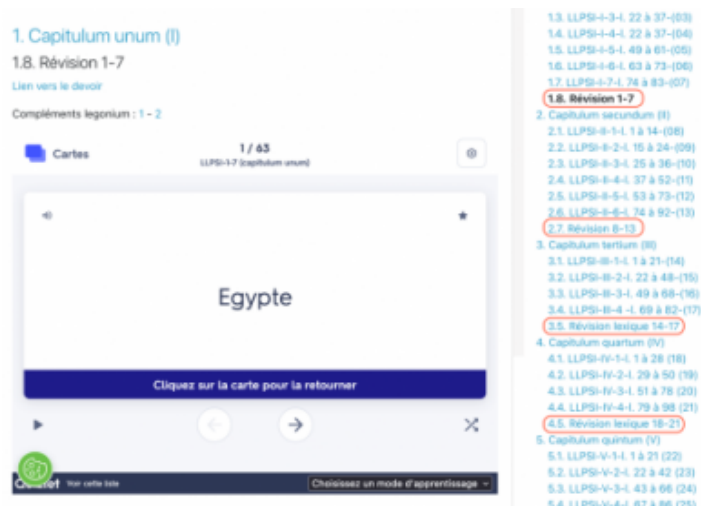 1. Capitulum unum (I)
1.8. Révision 1-7
Lien vers le devoir
Compléments legonium : 1 - 2
Cartes
1 / 63
LLPSI-1-7 (capitulum unum)
Egypte
Cliquez sur la carte pour la retourner
Voir cette liste
Choisissez un mode d'apprentissage
1.3. LLPSI-I-3-l. 22 à 37-(03)
1.4. LLPSI-I-4-l. 22 à 37-(04)
1.5. LLPSI-I-5-l. 49 à 61-(05)
1.6. LLPSI-I-6-l. 63 à 73-(06)
1.7. LLPSI-I-7-l. 74 à 83-(07)
1.8. Révision 1-7
2. Capitulum secundum (II)
2.1. LLPSI-II-1-l. 1 à 14-(08)
2.2. LLPSI-II-2-l. 15 à 24-(09)
2.3. LLPSI-II-3-l. 25 à 36-(10)
2.4. LLPSI-II-4-l. 37 à 52-(11)
2.5. LLPSI-II-5-l. 53 à 73-(12)
2.6. LLPSI-II-6-l. 74 à 92-(13)
2.7. Révision 8-13
3. Capitulum tertium (III)
3.1. LLPSI-III-1-l. 1 à 21-(14)
3.2. LLPSI-III-2-l. 22 à 48-(15)
3.3. LLPSI-III-3-l. 49 à 68-(16)
3.4. LLPSI-III-4 -l. 69 à 82-(17)
3.5. Révision lexique 14-17
4. Capitulum quartum (IV)
4.1. LLPSI-IV-1-l. 1 à 28 (18)
4.2. LLPSI-IV-2-l. 29 à 50 (19)
4.3. LLPSI-IV-3-l. 51 à 78 (20)
4.4. LLPSI-IV-4-l. 79 à 98 (21)
4.5. Révision lexique 18-21
5. Capitulum quintum (V)
5.1. LLPSI-V-1-l. 1 à 21 (22)
5.2. LLPSI-V-2-l. 22 à 42 (23)
5.3. LLPSI-V-3-l. 43 à 66 (24)
5.4. LLPSI-V-4-l. 67 à 86 (25)